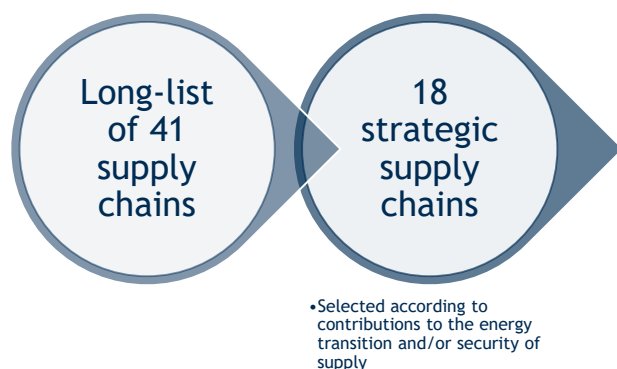 Long-list
of 41
supply
chains
18
strategic
supply
chains
•Selected according to
contributions to the energy
transition and/or security of
supply